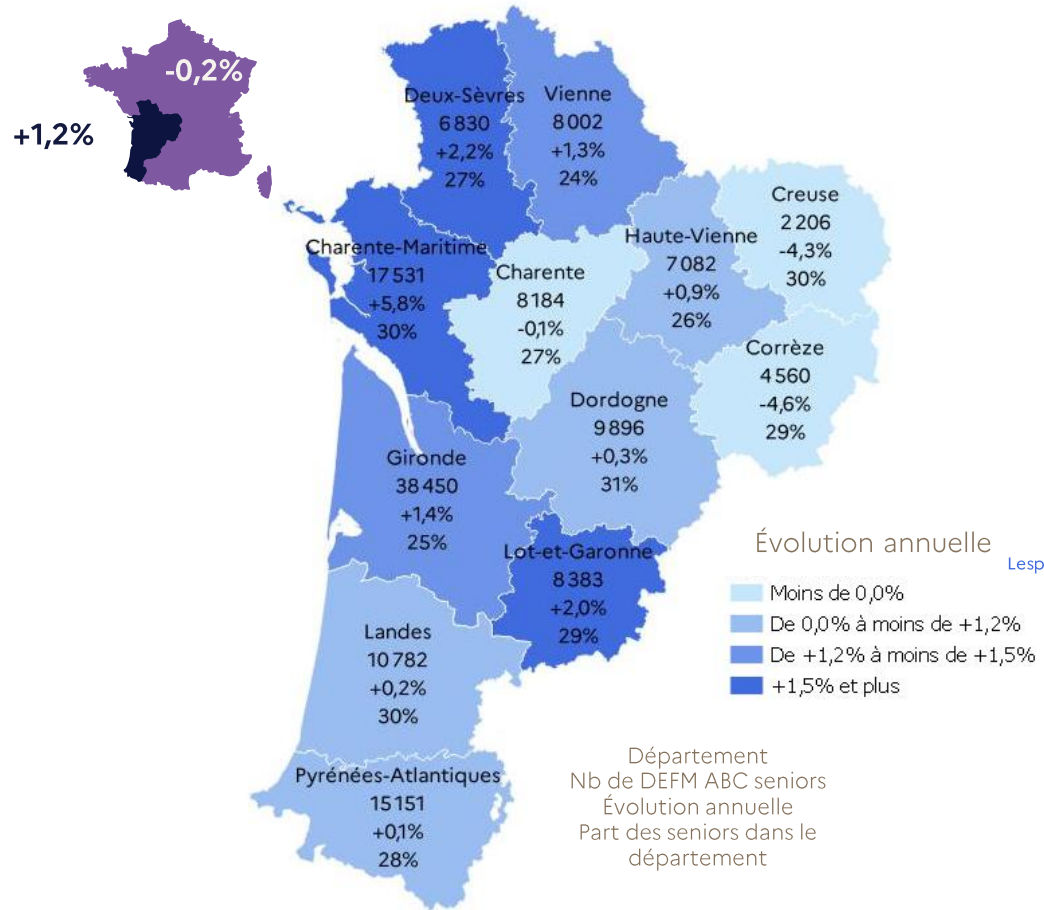 -0,2%
+1,2%
Deux-Sèvres
6 830
+2,2%
27%
Vienne
8 002
+1,3%
24%
Creuse
2 206
-4,3%
30%
Haute-Vienne
7 082
+0,9%
26%
Charente-Maritime
17 531
+5,8%
30%
Charente
8 184
-0,1%
27%
Corrèze
4 560
-4,6%
29%
Dordogne
9 896
+0,3%
31%
Gironde
38 450
+1,4%
25%
Lot-et-Garonne
8 383
+2,0%
29%
Landes
10 782
+0,2%
30%
Pyrénées-Atlantiques
15 151
+0,1%
28%
Évolution annuelle
Lesp
Moins de 0,0%
De 0,0% à moins de +1,2%
De +1,2% à moins de +1,5%
+1,5% et plus
Département
Nb de DEFM ABC seniors
Évolution annuelle
Part des seniors dans le
département